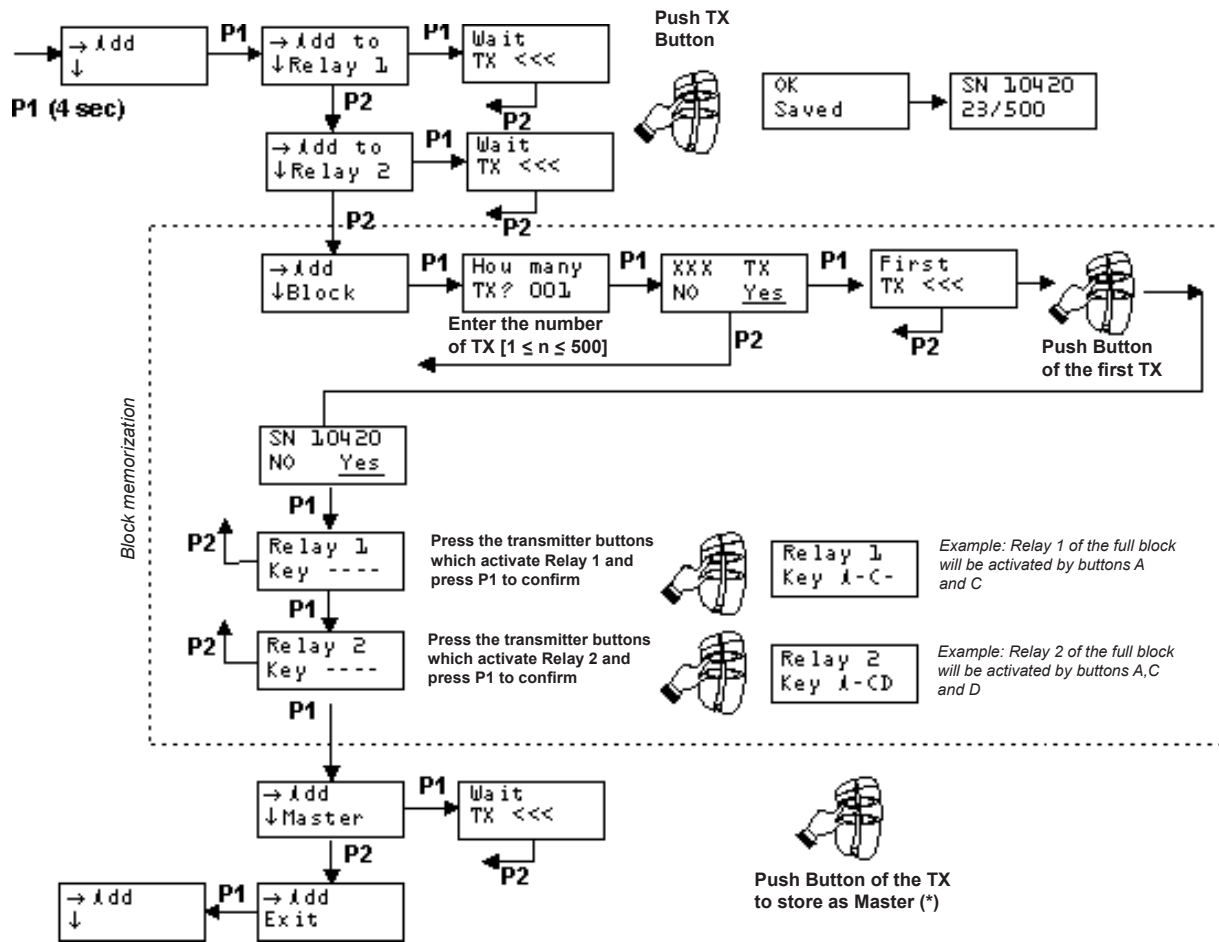 → Add
↓
P1 (4 sec)
P1
→ Add to
↓Relay 1
P1
Wait
TX <<<
P2
Push TX
Button
OK
Saved
SN 10420
23/500
P2
→ Add to
↓Relay 2
P1
Wait
TX <<<
P2
P2
Block memorization
→ Add
↓Block
P1
How many
TX? 001
Enter the number
of TX [1 ≤ n ≤ 500]
P1
XXX TX
NO Yes
P2
P1
First
TX <<<
P2
Push Button
of the first TX
SN 10420
NO Yes
P1
P2
Relay 1
Key ----
Press the transmitter buttons
which activate Relay 1 and
press P1 to confirm
Relay 1
Key A-C-
Example: Relay 1 of the full block
will be activated by buttons A
and C
P1
P2
Relay 2
Key ----
Press the transmitter buttons
which activate Relay 2 and
press P1 to confirm
Relay 2
Key A-CD
Example: Relay 2 of the full block
will be activated by buttons A,C
and D
P1
→ Add
↓Master
P1
Wait
TX <<<
P2
Push Button of the TX
to store as Master (*)
P2
→ Add
Exit
P1
→ Add
↓